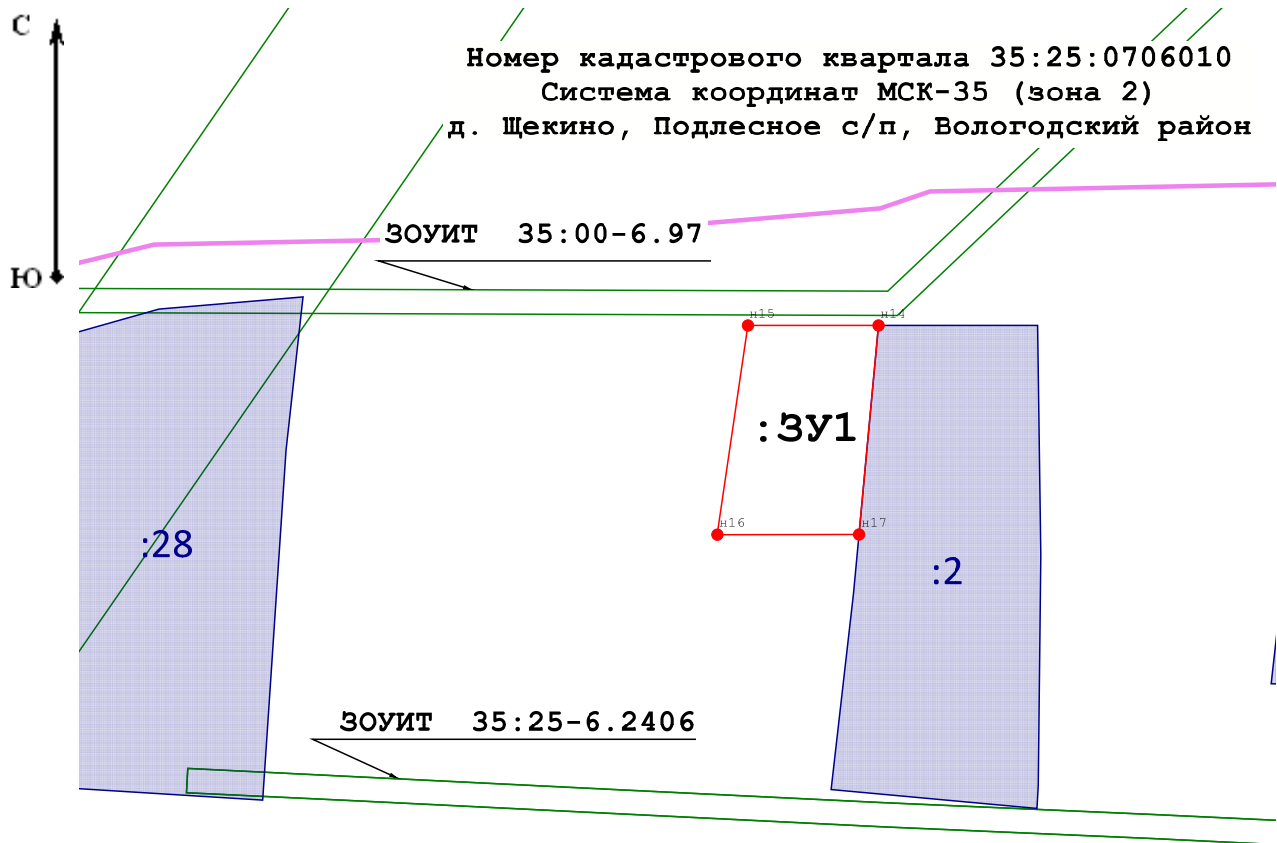 С
Номер кадастрового квартала 35:25:0706010
Система координат МСК-35 (зона 2)
д. Щекино, Подлесное с/п, Вологодский район
ЗОУИТ 35:00-6.97
Ю
н15
н14
:ЗУ1
н16
н17
:28
:2
ЗОУИТ 35:25-6.2406